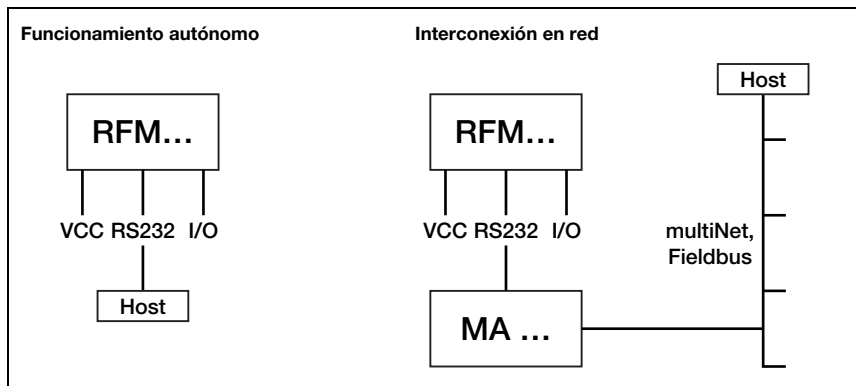 Funcionamiento autónomo
RFM...
VCC RS232 I/O
Host
Interconexión en red
Host
RFM...
VCC RS232 I/O
multiNet,
Fieldbus
MA ...